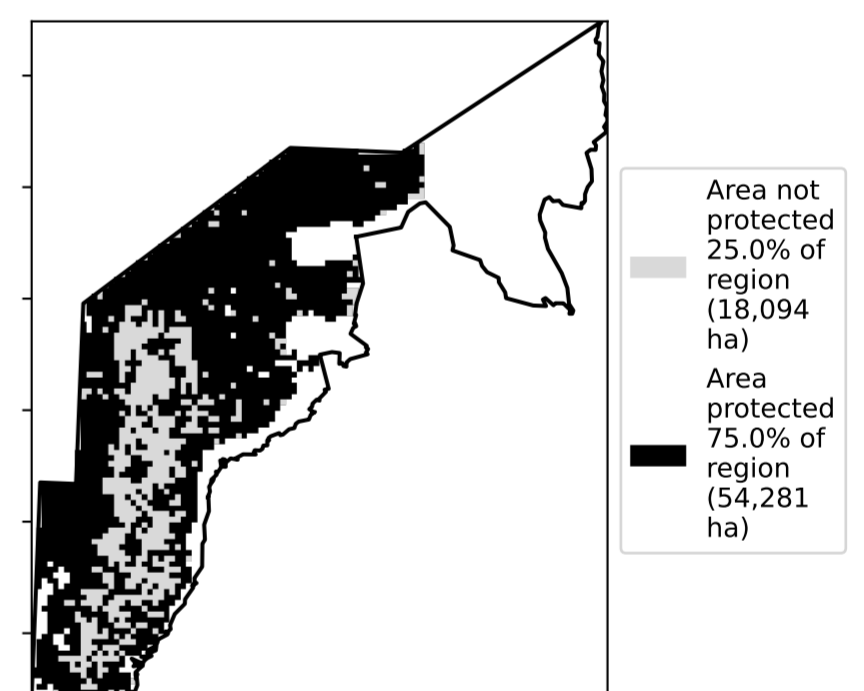 Area not
protected
25.0% of
region
(18,094
ha)
Area
protected
75.0% of
region
(54,281
ha)